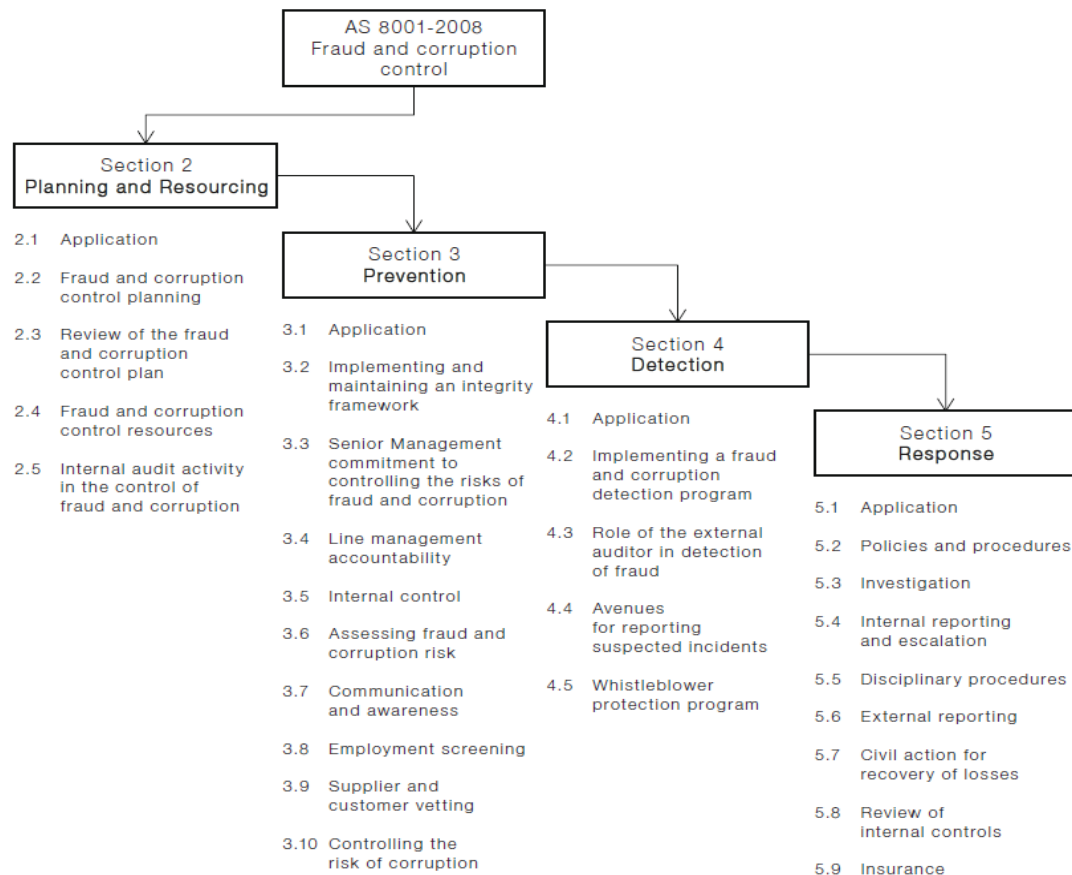 AS 8001-2008
Fraud and corruption
control
Section 2
Planning and Resourcing
2.1 Application
2.2 Fraud and corruption
control planning
2.3 Review of the fraud
and corruption
control plan
2.4 Fraud and corruption
control resources
2.5 Internal audit activity
in the control of
fraud and corruption
Section 3
Prevention
3.1 Application
3.2 Implementing and
maintaining an integrity
framework
3.3 Senior Management
commitment to
controlling the risks of
fraud and corruption
3.4 Line management
accountability
3.5 Internal control
3.6 Assessing fraud and
corruption risk
3.7 Communication
and awareness
3.8 Employment screening
3.9 Supplier and
customer vetting
3.10 Controlling the
risk of corruption
Section 4
Detection
4.1 Application
4.2 Implementing a fraud
and corruption
detection program
4.3 Role of the external
auditor in detection
of fraud
4.4 Avenues
for reporting
suspected incidents
4.5 Whistleblower
protection program
Section 5
Response
5.1 Application
5.2 Policies and procedures
5.3 Investigation
5.4 Internal reporting
and escalation
5.5 Disciplinary procedures
5.6 External reporting
5.7 Civil action for
recovery of losses
5.8 Review of
internal controls
5.9 Insurance